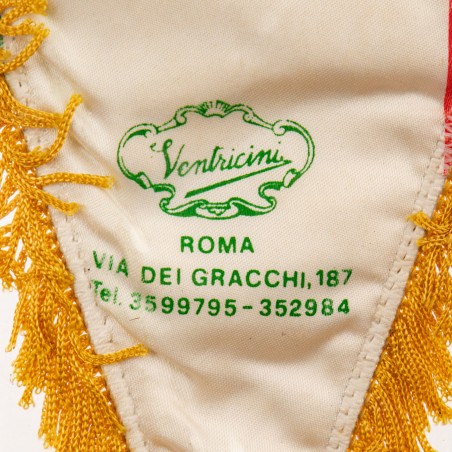 Ventricini
ROMA
VIA DEI GRACCHI, 187
Tel. 3599795-352984